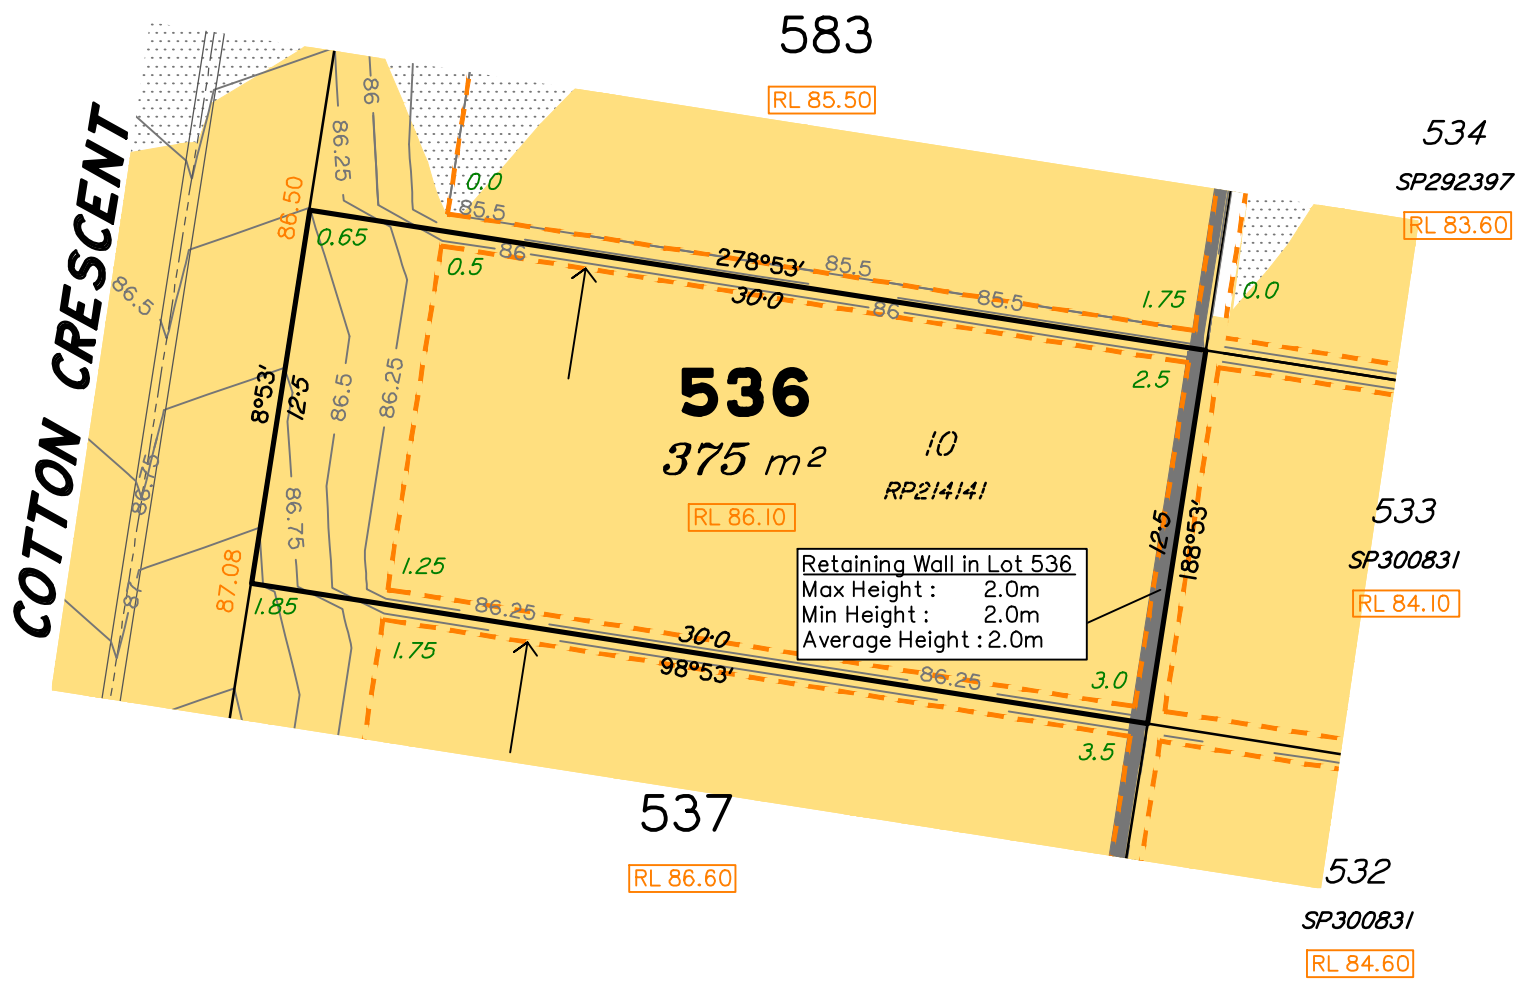 583
RL 85.50
534
SP292397
RL 83.60
COTTON CRESCENT
86
86.25
86.50
0.0
85.5
0.65
0.5
86
278°53'
30·0
85.5
86
85.5
1.75
0.0
2.5
86.5
86.75
87
8°53'
12·5
86.5
86.25
86.75
87.08
1.85
1.25
1.75
536
375 m²
RL 86.10
10
RP214141
Retaining Wall in Lot 536
Max Height : 2.0m
Min Height : 2.0m
Average Height : 2.0m
12·5
188°53'
533
SP300831
RL 84.10
86.25
30·0
98°53'
86.25
3.0
3.5
537
RL 86.60
532
SP300831
RL 84.60